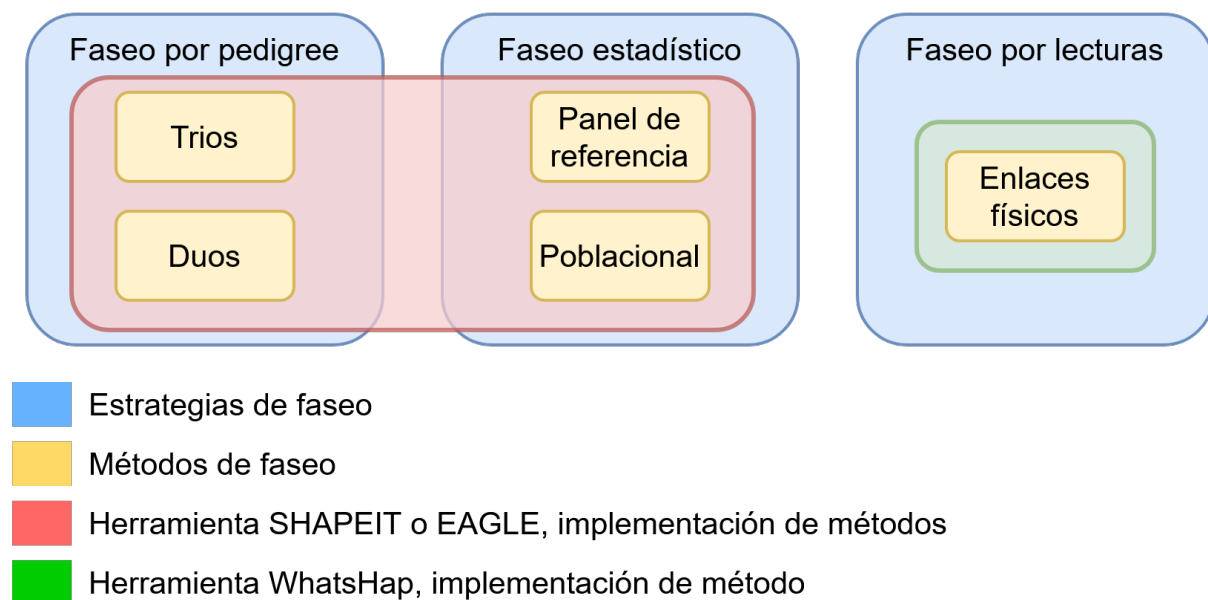 Faseo por pedigree
Faseo estadístico
Faseo por lecturas
Trios
Panel de
referencia
Enlaces
físicos
Duos
Poblacional
Estrategias de faseo
Métodos de faseo
Herramienta SHAPEIT o EAGLE, implementación de métodos
Herramienta WhatsHap, implementación de método